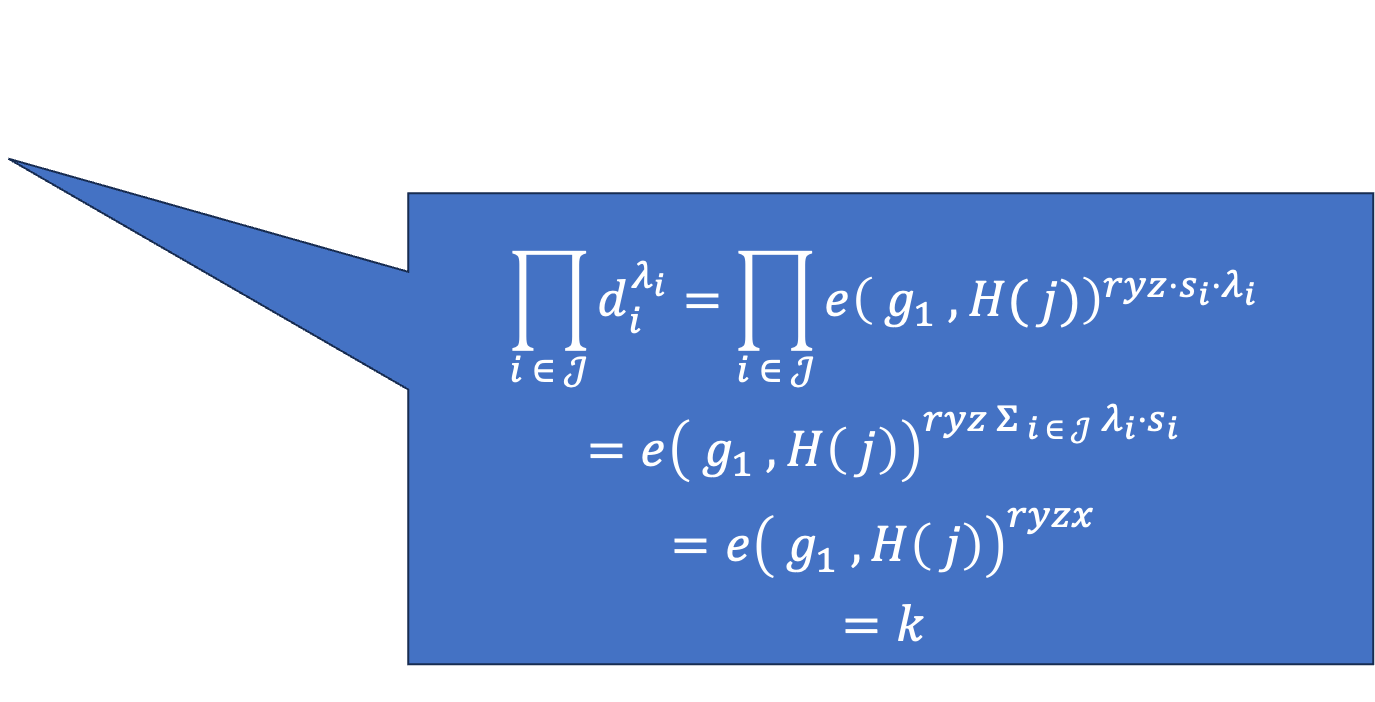 ∏_{i ∈ 𝒥} d_i^{λ_i} = ∏_{i ∈ 𝒥} e( g_1 , H( j))^{ryz·s_i·λ_i}
= e( g_1 , H( j))^{ryz Σ_{i ∈ 𝒥} λ_i·s_i}
= e( g_1 , H( j))^{ryzx}
= k